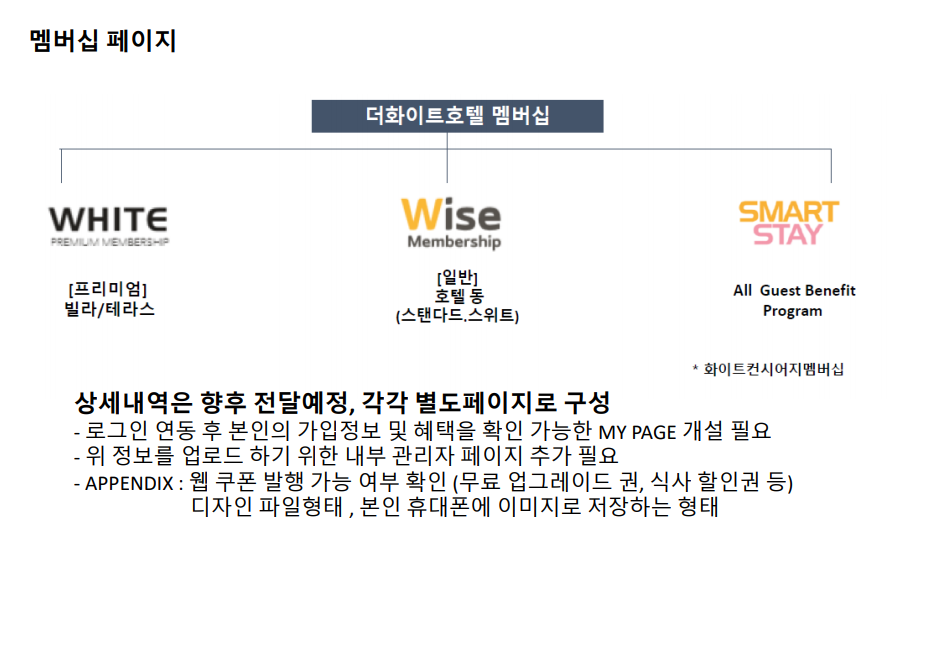 멤버십 페이지
더화이트호텔 멤버십
WHITE
PREMIUM MEMBERSHIP
[프리미엄]
빌라/테라스
Wise
Membership
[일반]
호텔 동
(스탠다드.스위트)
SMART
STAY
All Guest Benefit
Program
* 화이트컨시어지멤버십
상세내역은 향후 전달예정, 각각 별도페이지로 구성
- 로그인 연동 후 본인의 가입정보 및 혜택을 확인 가능한 MY PAGE 개설 필요
- 위 정보를 업로드 하기 위한 내부 관리자 페이지 추가 필요
- APPENDIX : 웹 쿠폰 발행 가능 여부 확인 (무료 업그레이드 권, 식사 할인권 등)
디자인 파일형태 , 본인 휴대폰에 이미지로 저장하는 형태